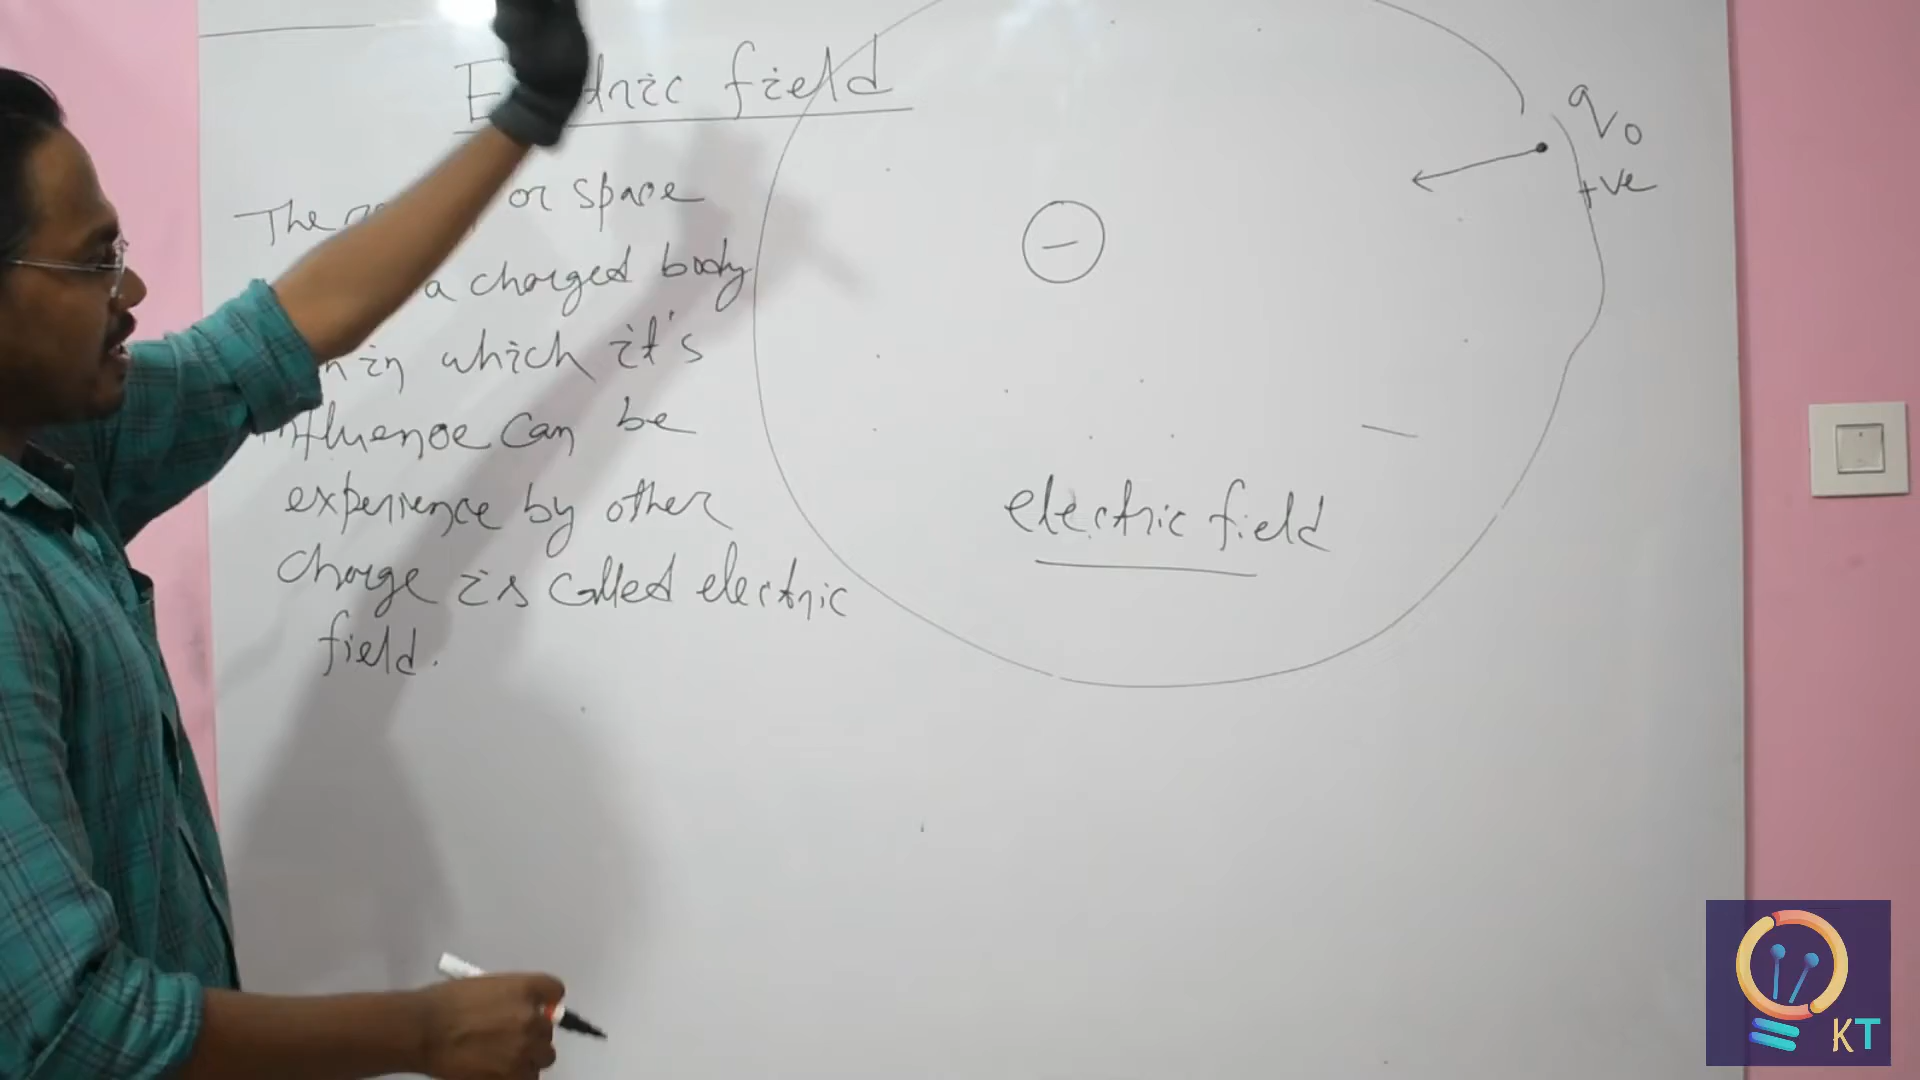 field
The or space
a charged body
in which it's
influence can be
experience by other
charge is called electric
field.
q₀
+ve
−
electric field
KT